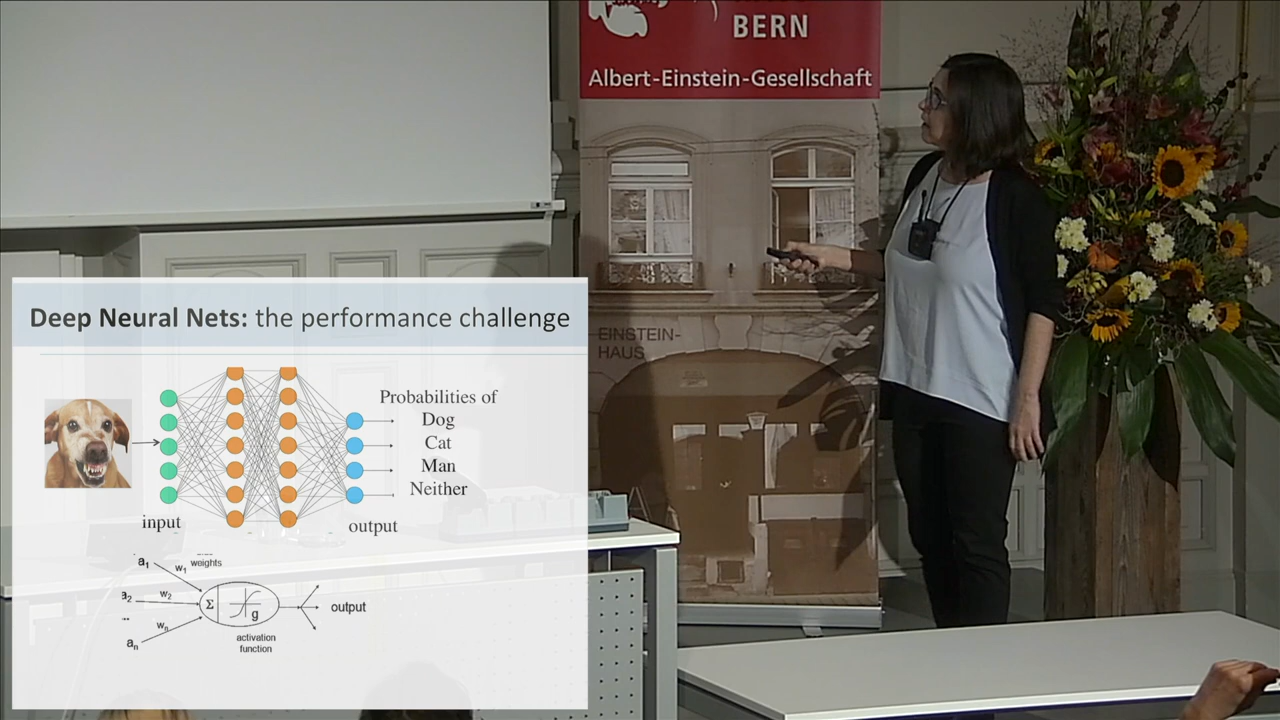 BERN
Albert-Einstein-Gesellschaft
EINSTEIN-
HAUS
Deep Neural Nets: the performance challenge
Probabilities of
Dog
Cat
Man
Neither
input
output
a1
w1
weights
a2
w2
...
wn
an
Σ
g
output
activation
function